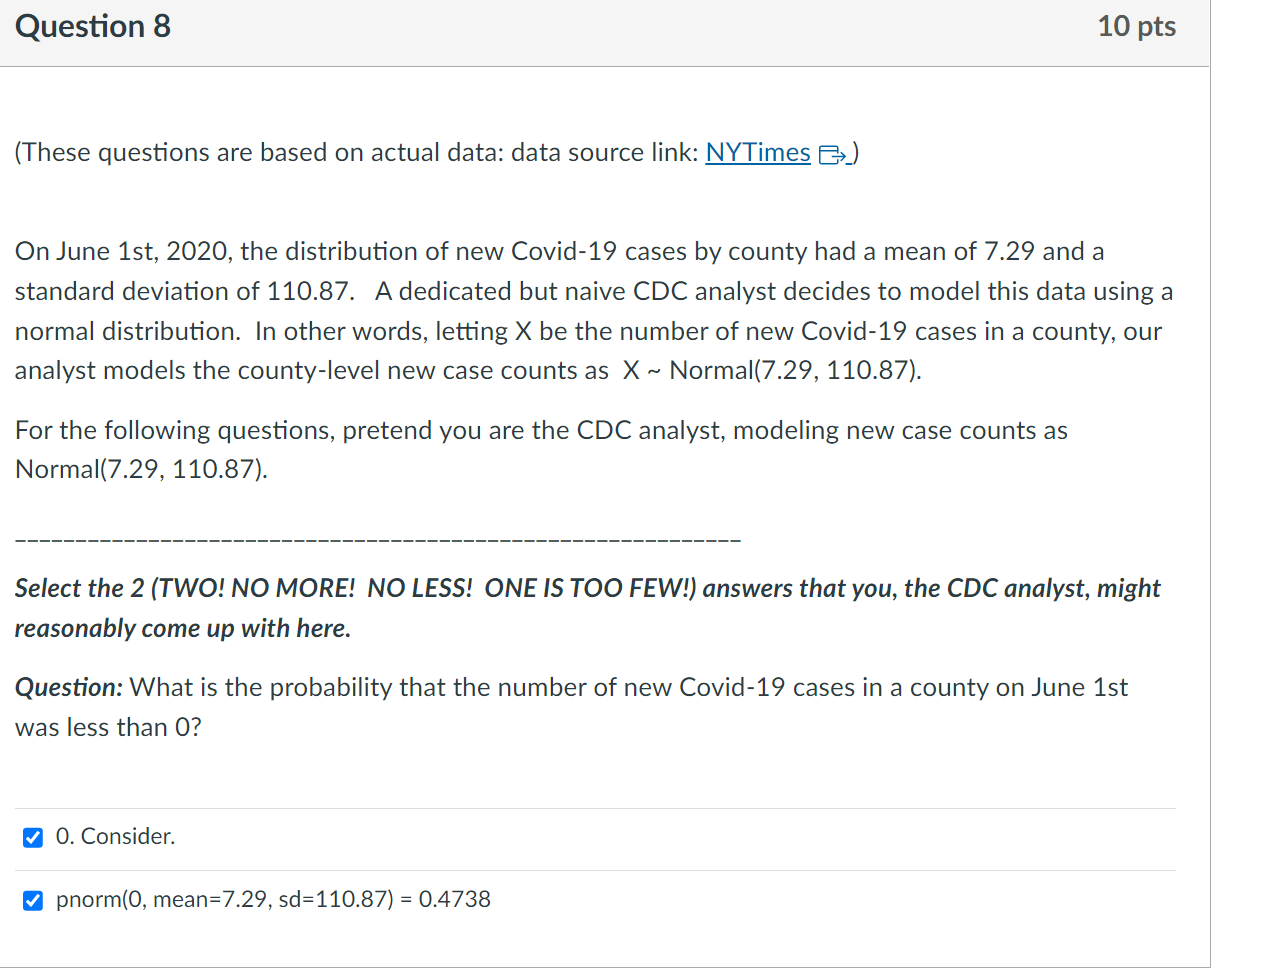 Question 8
10 pts
(These questions are based on actual data: data source link: NYTimes )
On June 1st, 2020, the distribution of new Covid-19 cases by county had a mean of 7.29 and a
standard deviation of 110.87.   A dedicated but naive CDC analyst decides to model this data using a
normal distribution.  In other words, letting X be the number of new Covid-19 cases in a county, our
analyst models the county-level new case counts as  X ~ Normal(7.29, 110.87).
For the following questions, pretend you are the CDC analyst, modeling new case counts as
Normal(7.29, 110.87).
____________________________________________________________
Select the 2 (TWO! NO MORE!  NO LESS!  ONE IS TOO FEW!) answers that you, the CDC analyst, might
reasonably come up with here.
Question: What is the probability that the number of new Covid-19 cases in a county on June 1st
was less than 0?
0. Consider.
pnorm(0, mean=7.29, sd=110.87) = 0.4738